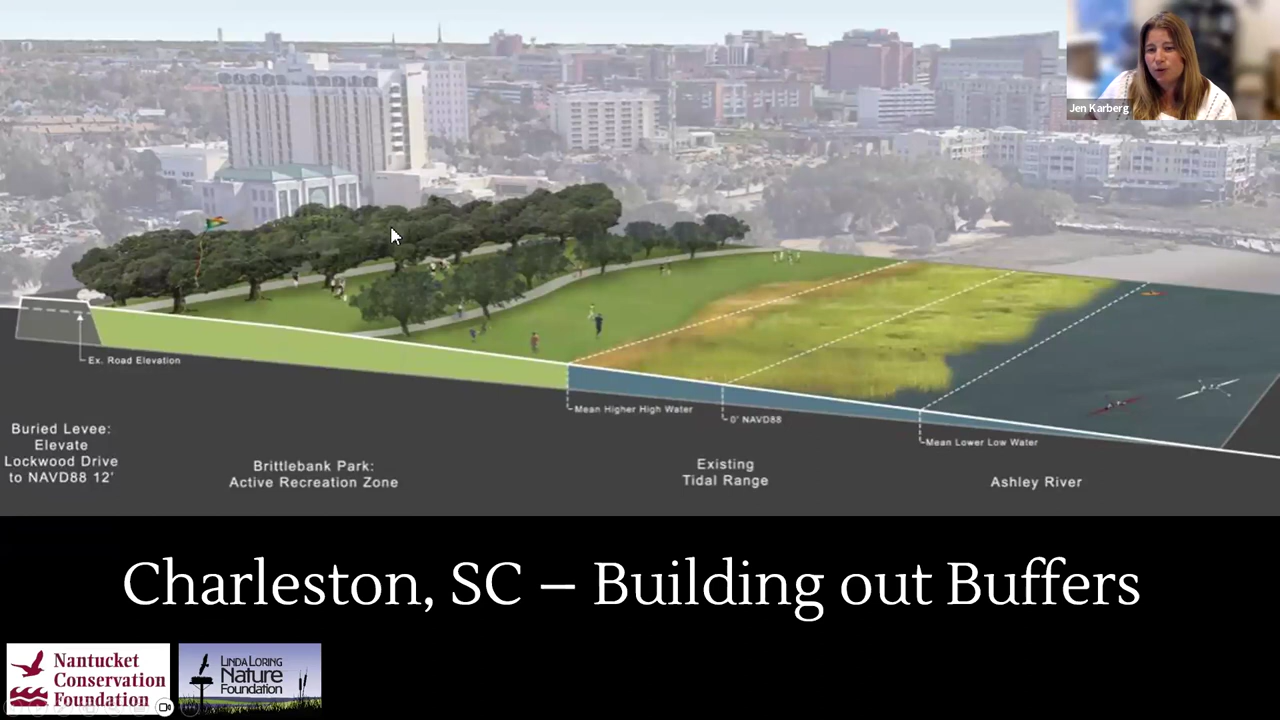 Jen Karberg
Ex. Road Elevation
Mean Higher High Water
0' NAVD88
Mean Lower Low Water
Buried Levee:
Elevate
Lockwood Drive
to NAVD88 12'
Brittlebank Park:
Active Recreation Zone
Existing
Tidal Range
Ashley River
Charleston, SC – Building out Buffers
Nantucket
Conservation
Foundation
LINDA LORING
Nature
Foundation